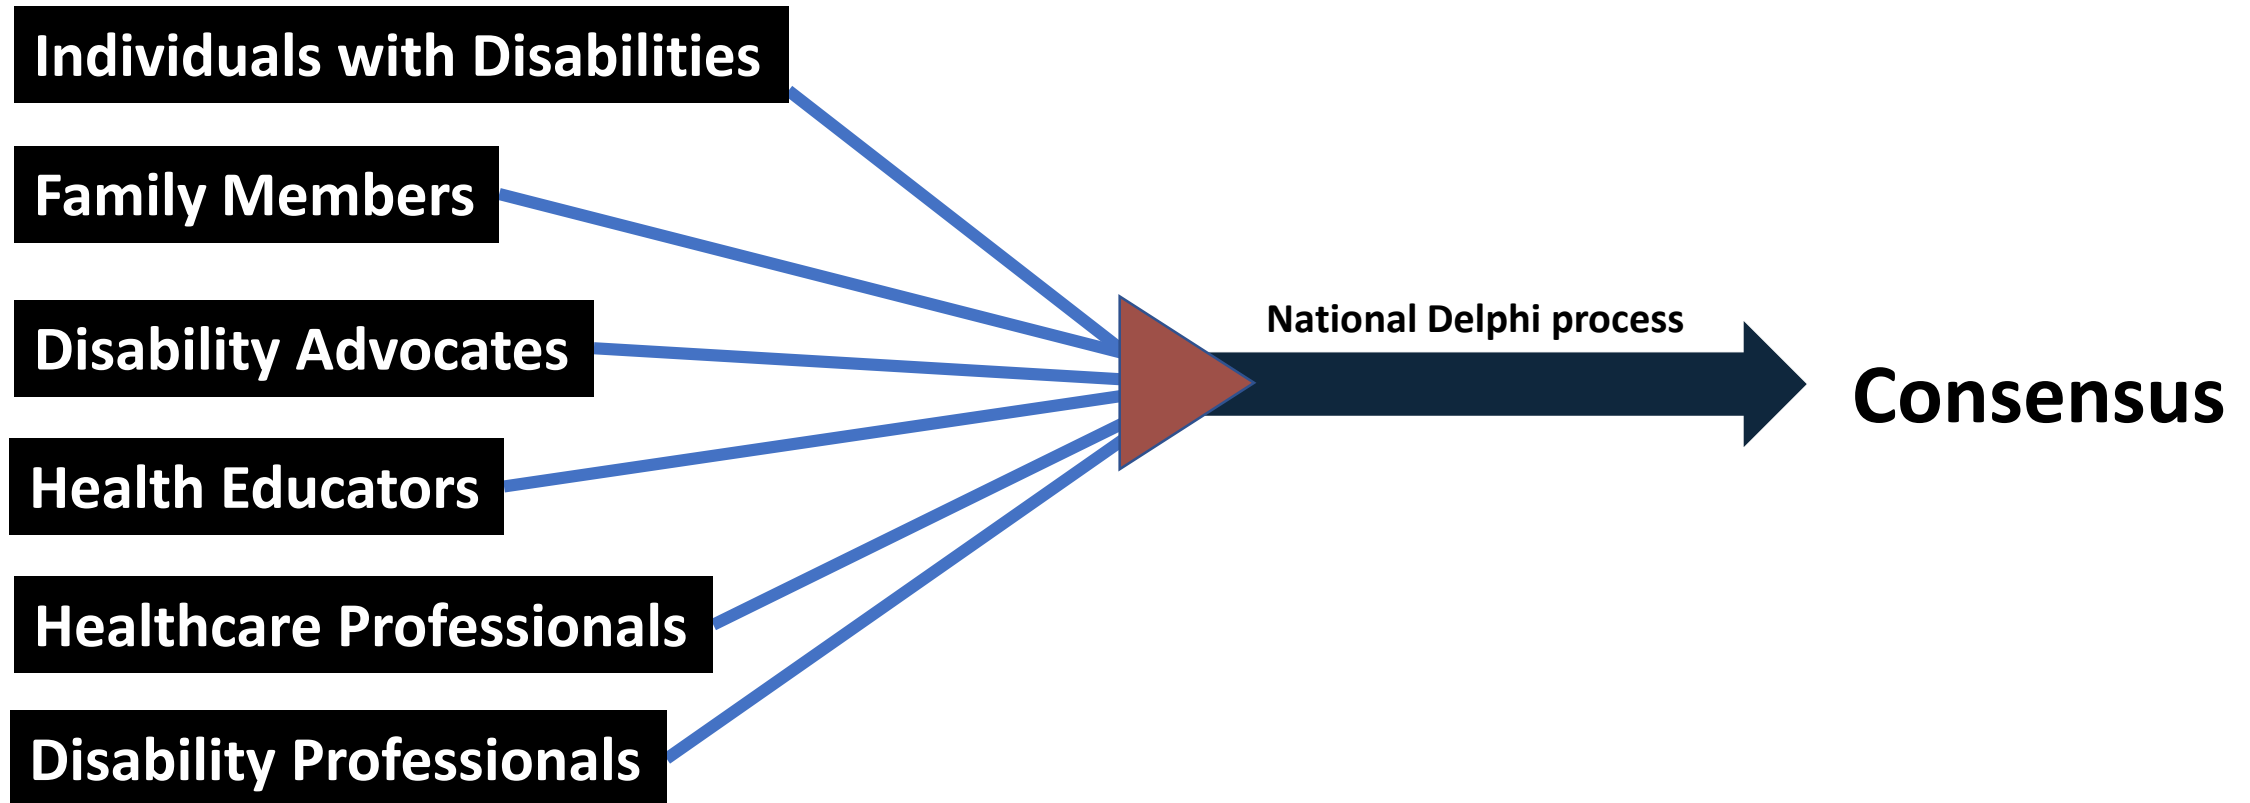 Individuals with Disabilities
Family Members
Disability Advocates
Health Educators
Healthcare Professionals
Disability Professionals
National Delphi process
Consensus